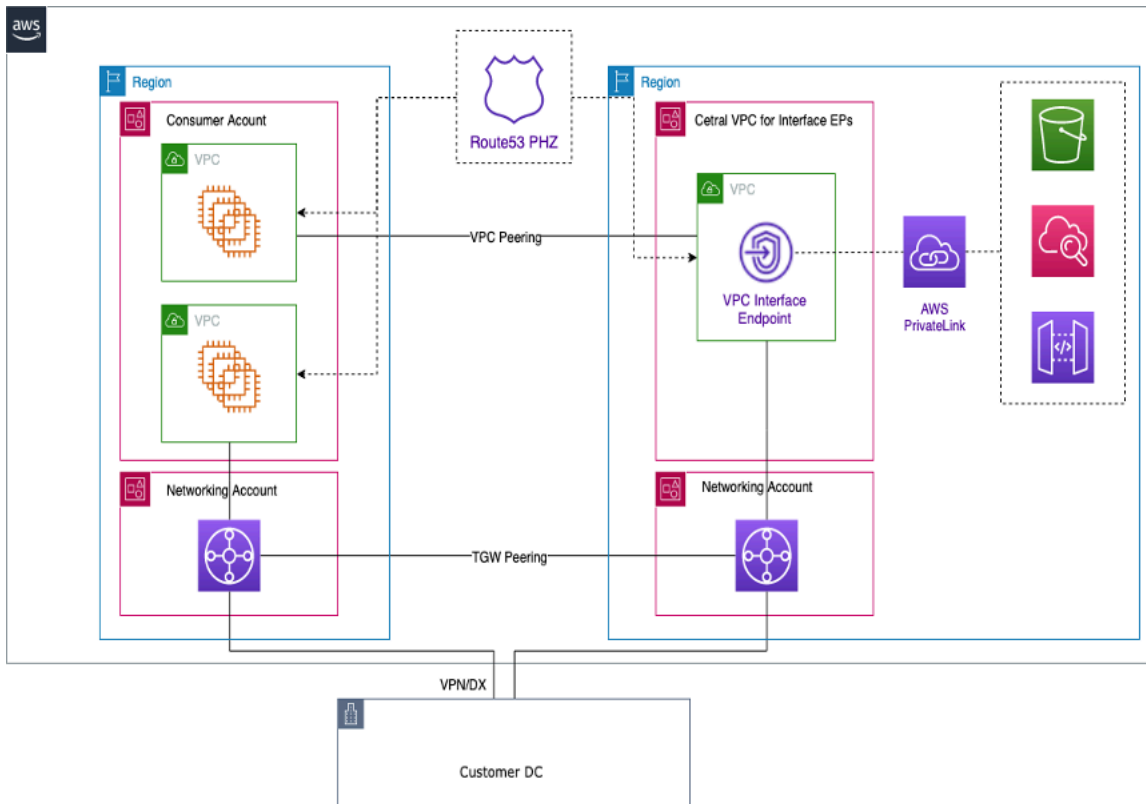 aws
Region
Consumer Acount
VPC
VPC
Networking Account
Route53 PHZ
VPC Peering
TGW Peering
Region
Cetral VPC for Interface EPs
VPC
VPC Interface
Endpoint
AWS
PrivateLink
Networking Account
VPN/DX
Customer DC